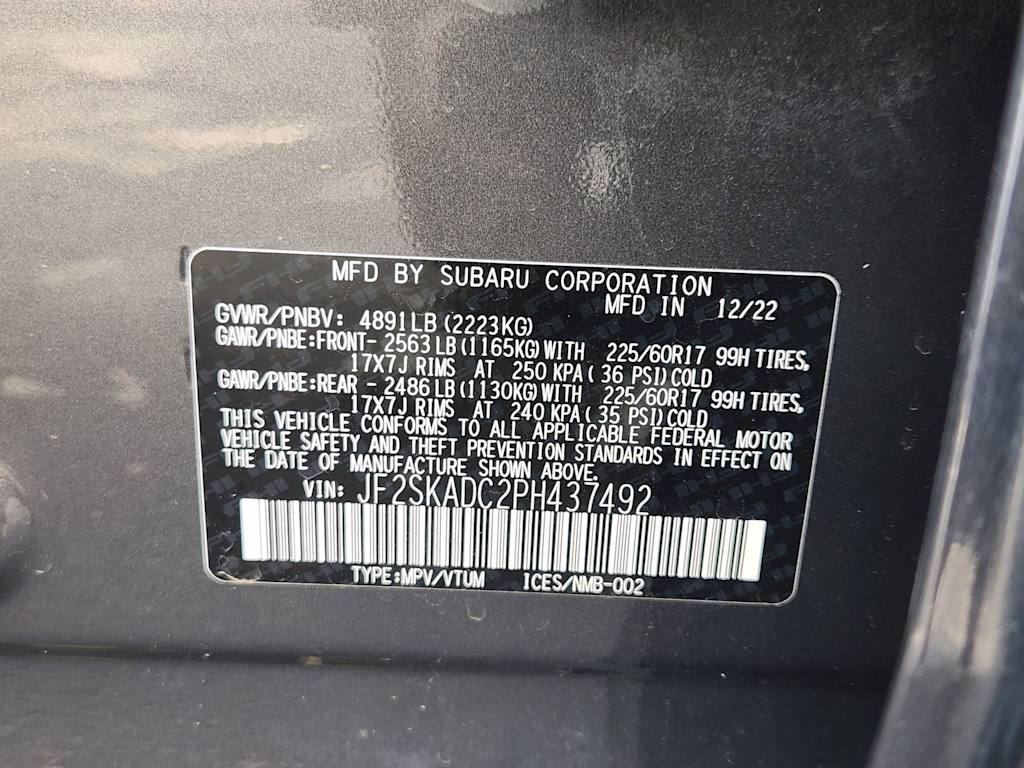 MFD BY SUBARU CORPORATION
MFD IN 12/22
GVWR/PNBV: 4891LB (2223KG)
GAWR/PNBE:FRONT- 2563LB (1165KG) WITH 225/60R17 99H TIRES,
17X7J RIMS AT 250 KPA ( 36 PSI) COLD
GAWR/PNBE:REAR - 2486LB (1130KG) WITH 225/60R17 99H TIRES,
17X7J RIMS AT 240 KPA ( 35 PSI) COLD
THIS VEHICLE CONFORMS TO ALL APPLICABLE FEDERAL MOTOR
VEHICLE SAFETY AND THEFT PREVENTION STANDARDS IN EFFECT ON
THE DATE OF MANUFACTURE SHOWN ABOVE.
VIN: JF2SKADC2PH437492
TYPE:MPV/VTUM ICES/NMB-002